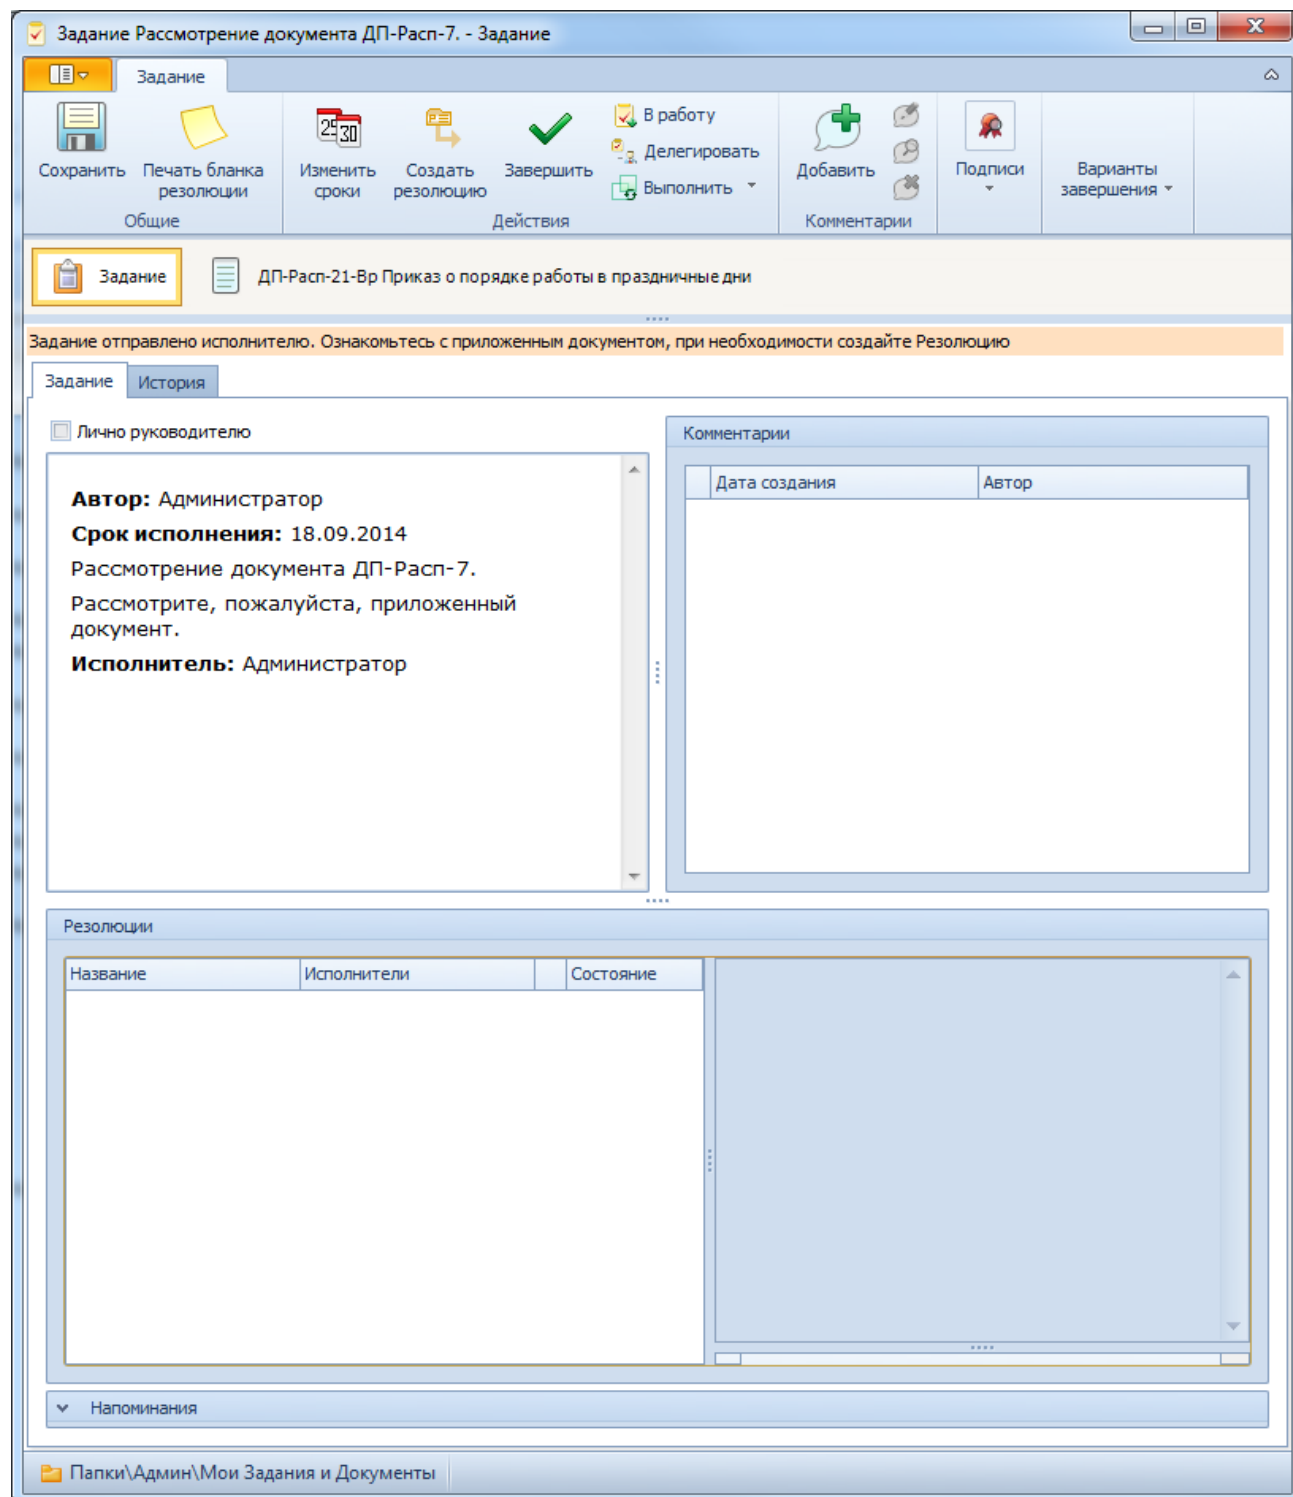 Задание Рассмотрение документа ДП-Расп-7. - Задание
Задание
Сохранить
Печать бланка
резолюции
Общие
25
30
Изменить
сроки
Создать
резолюцию
Завершить
В работу
Делегировать
Выполнить
Действия
Добавить
Комментарии
Подписи
Варианты
завершения
Задание
ДП-Расп-21-Вр Приказ о порядке работы в праздничные дни
Задание отправлено исполнителю. Ознакомьтесь с приложенным документом, при необходимости создайте Резолюцию
Задание
История
Лично руководителю
Автор: Администратор
Срок исполнения: 18.09.2014
Рассмотрение документа ДП-Расп-7.
Рассмотрите, пожалуйста, приложенный
документ.
Исполнитель: Администратор
Комментарии
Дата создания
Автор
Резолюции
Название
Исполнители
Состояние
Напоминания
Папки\Админ\Мои Задания и Документы